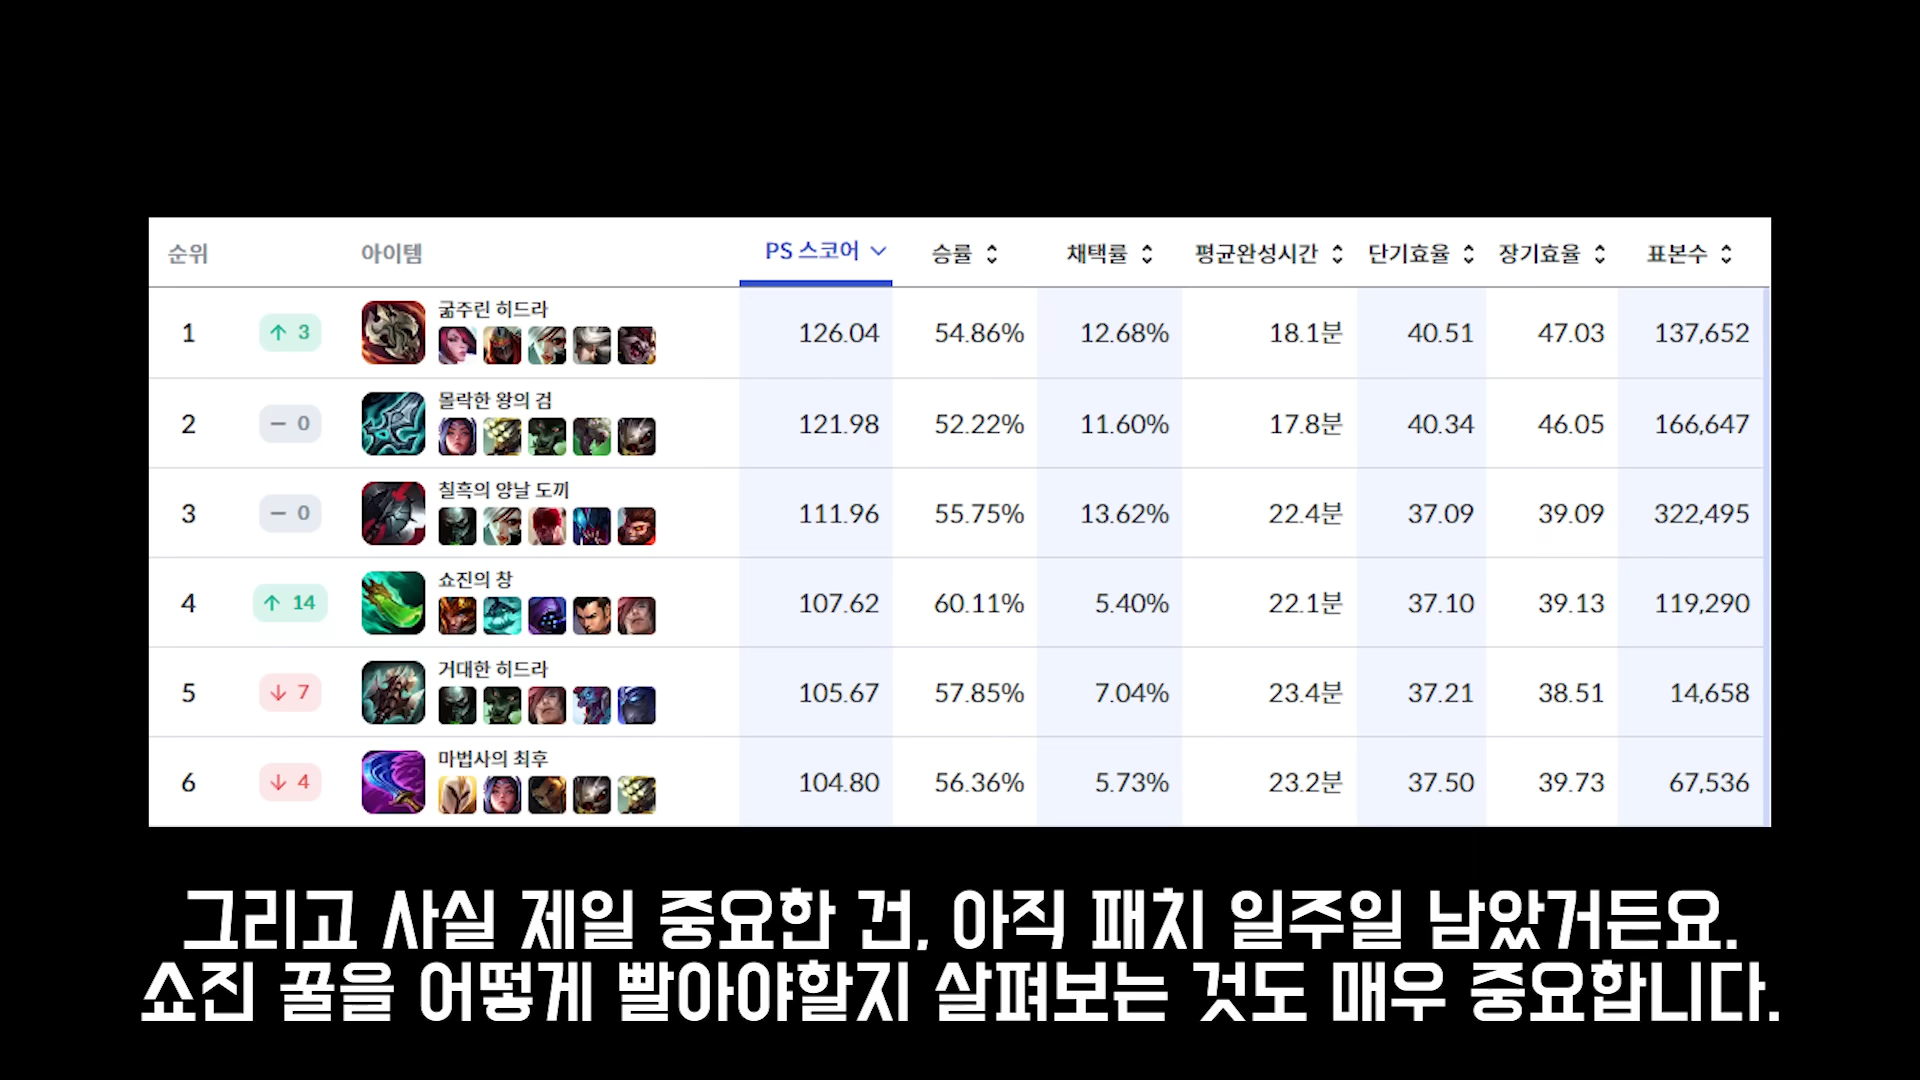 순위 아이템 PS 스코어 승률 채택률 평균완성시간 단기효율 장기효율 표본수
굶주린 히드라
1 ↑ 3 126.04 54.86% 12.68% 18.1분 40.51 47.03 137,652
몰락한 왕의 검
2 − 0 121.98 52.22% 11.60% 17.8분 40.34 46.05 166,647
칠흑의 양날 도끼
3 − 0 111.96 55.75% 13.62% 22.4분 37.09 39.09 322,495
쇼진의 창
4 ↑ 14 107.62 60.11% 5.40% 22.1분 37.10 39.13 119,290
거대한 히드라
5 ↓ 7 105.67 57.85% 7.04% 23.4분 37.21 38.51 14,658
마법사의 최후
6 ↓ 4 104.80 56.36% 5.73% 23.2분 37.50 39.73 67,536
그리고 사실 제일 중요한 건, 아직 패치 일주일 남았거든요.
쇼진 꿀을 어떻게 빨아야할지 살펴보는 것도 매우 중요합니다.